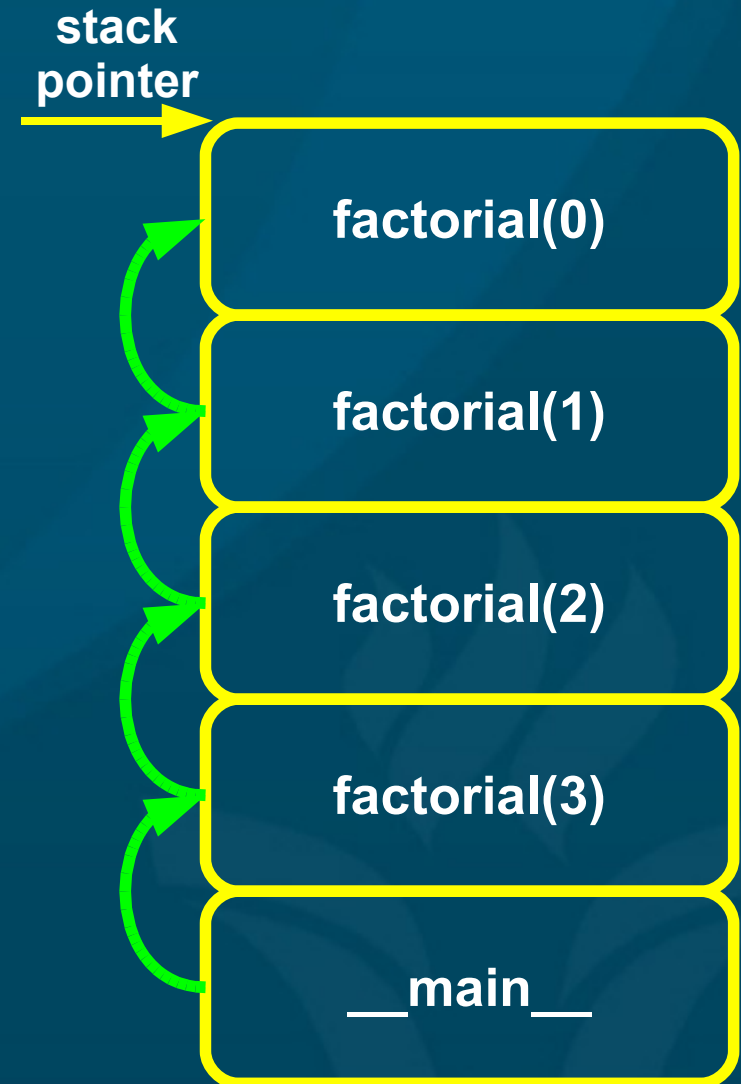 stack
pointer
factorial(0)
factorial(1)
factorial(2)
factorial(3)
__main__